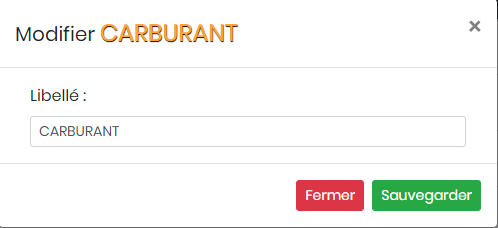 Modifier CARBURANT
×
Libellé :
CARBURANT
Fermer Sauvegarder